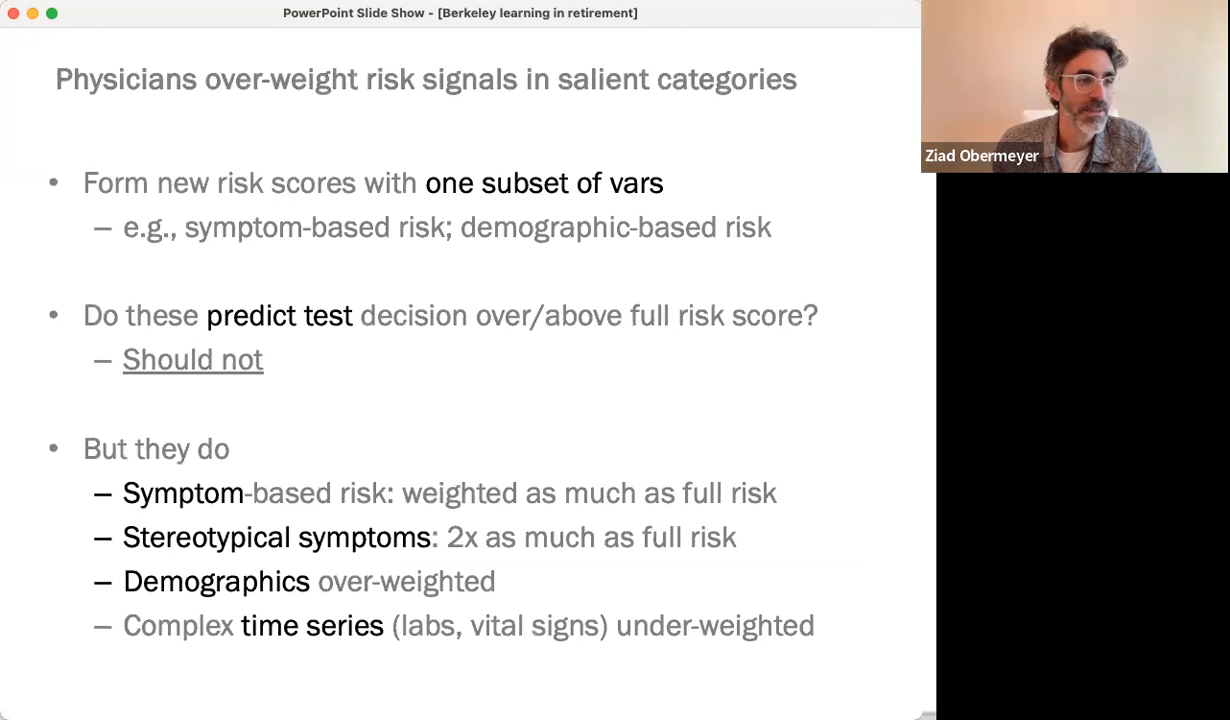 PowerPoint Slide Show - [Berkeley learning in retirement]
Physicians over-weight risk signals in salient categories
• Form new risk scores with one subset of vars
– e.g., symptom-based risk; demographic-based risk
• Do these predict test decision over/above full risk score?
– Should not
• But they do
– Symptom-based risk: weighted as much as full risk
– Stereotypical symptoms: 2x as much as full risk
– Demographics over-weighted
– Complex time series (labs, vital signs) under-weighted
Ziad Obermeyer